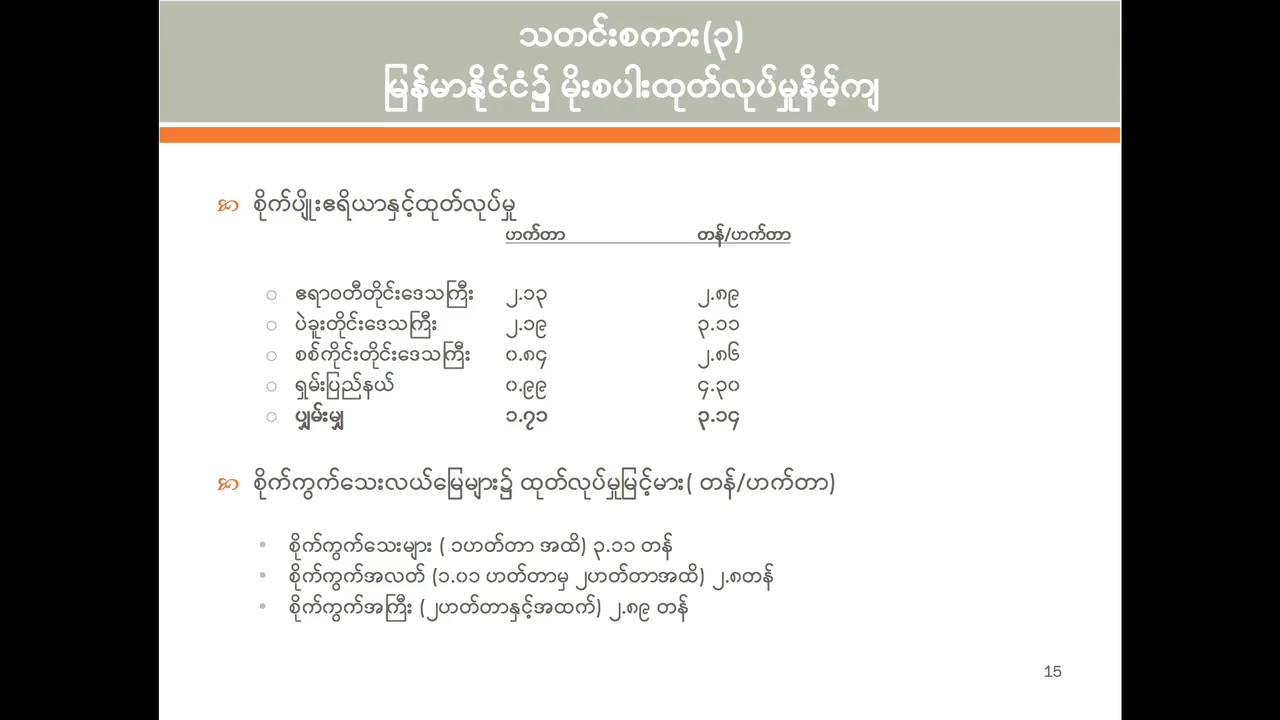 သတင်းစကား(၃)
မြန်မာနိုင်ငံ၌ မိုးစပါးထုတ်လုပ်မှုနိမ့်ကျ
စိုက်ပျိုးဧရိယာနှင့်ထုတ်လုပ်မှု
ဟက်တာ တန်/ဟက်တာ
ဧရာဝတီတိုင်းဒေသကြီး ၂.၁၃ ၂.၈၉
ပဲခူးတိုင်းဒေသကြီး ၂.၁၉ ၃.၁၁
စစ်ကိုင်းတိုင်းဒေသကြီး ၀.၈၄ ၂.၈၆
ရှမ်းပြည်နယ် ၀.၉၉ ၄.၃၀
ပျှမ်းမျှ ၁.၇၁ ၃.၁၄
စိုက်ကွက်သေးလယ်မြေများ၌ ထုတ်လုပ်မှုမြင့်မား( တန်/ဟက်တာ)
စိုက်ကွက်သေးများ ( ၁ဟတ်တာ အထိ) ၃.၁၁ တန်
စိုက်ကွက်အလတ် (၁.၀၁ ဟတ်တာမှ ၂ဟတ်တာအထိ) ၂.၈တန်
စိုက်ကွက်အကြီး (၂ဟတ်တာနှင့်အထက်) ၂.၈၉ တန်
15